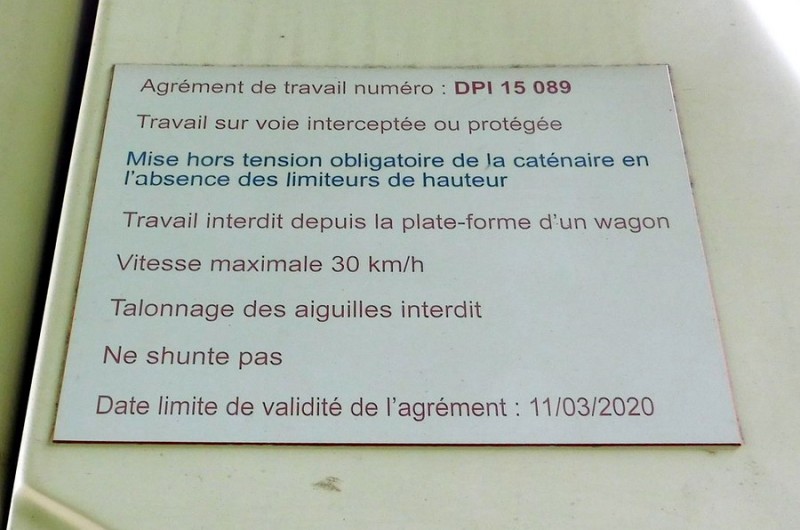 Agrément de travail numéro : DPI 15 089
Travail sur voie interceptée ou protégée
Mise hors tension obligatoire de la caténaire en
l'absence des limiteurs de hauteur
Travail interdit depuis la plate-forme d'un wagon
Vitesse maximale 30 km/h
Talonnage des aiguilles interdit
Ne shunte pas
Date limite de validité de l'agrément : 11/03/2020